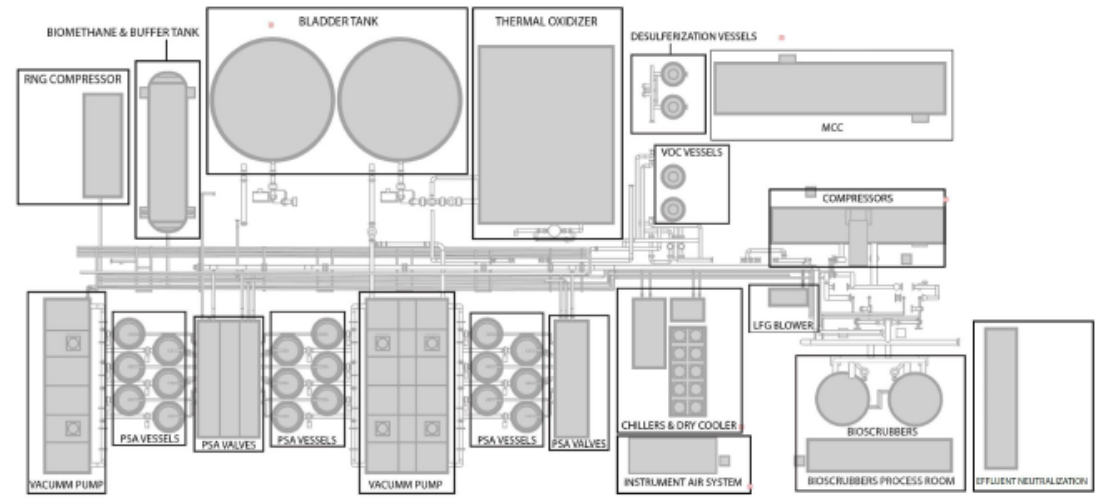 BLADDER TANK
THERMAL OXIDIZER
BIOMETHANE & BUFFER TANK
DESULFERIZATION VESSELS
RNG COMPRESSOR
MCC
VOC VESSELS
COMPRESSORS
LFG BLOWER
CHILLERS & DRY COOLER
BIOSCRUBBERS
PSA VESSELS
PSA VALVES
PSA VESSELS
PSA VESSELS
PSA VALVES
VACUMM PUMP
VACUMM PUMP
INSTRUMENT AIR SYSTEM
BIOSCRUBBERS PROCESS ROOM
EFFLUENT NEUTRALIZATION